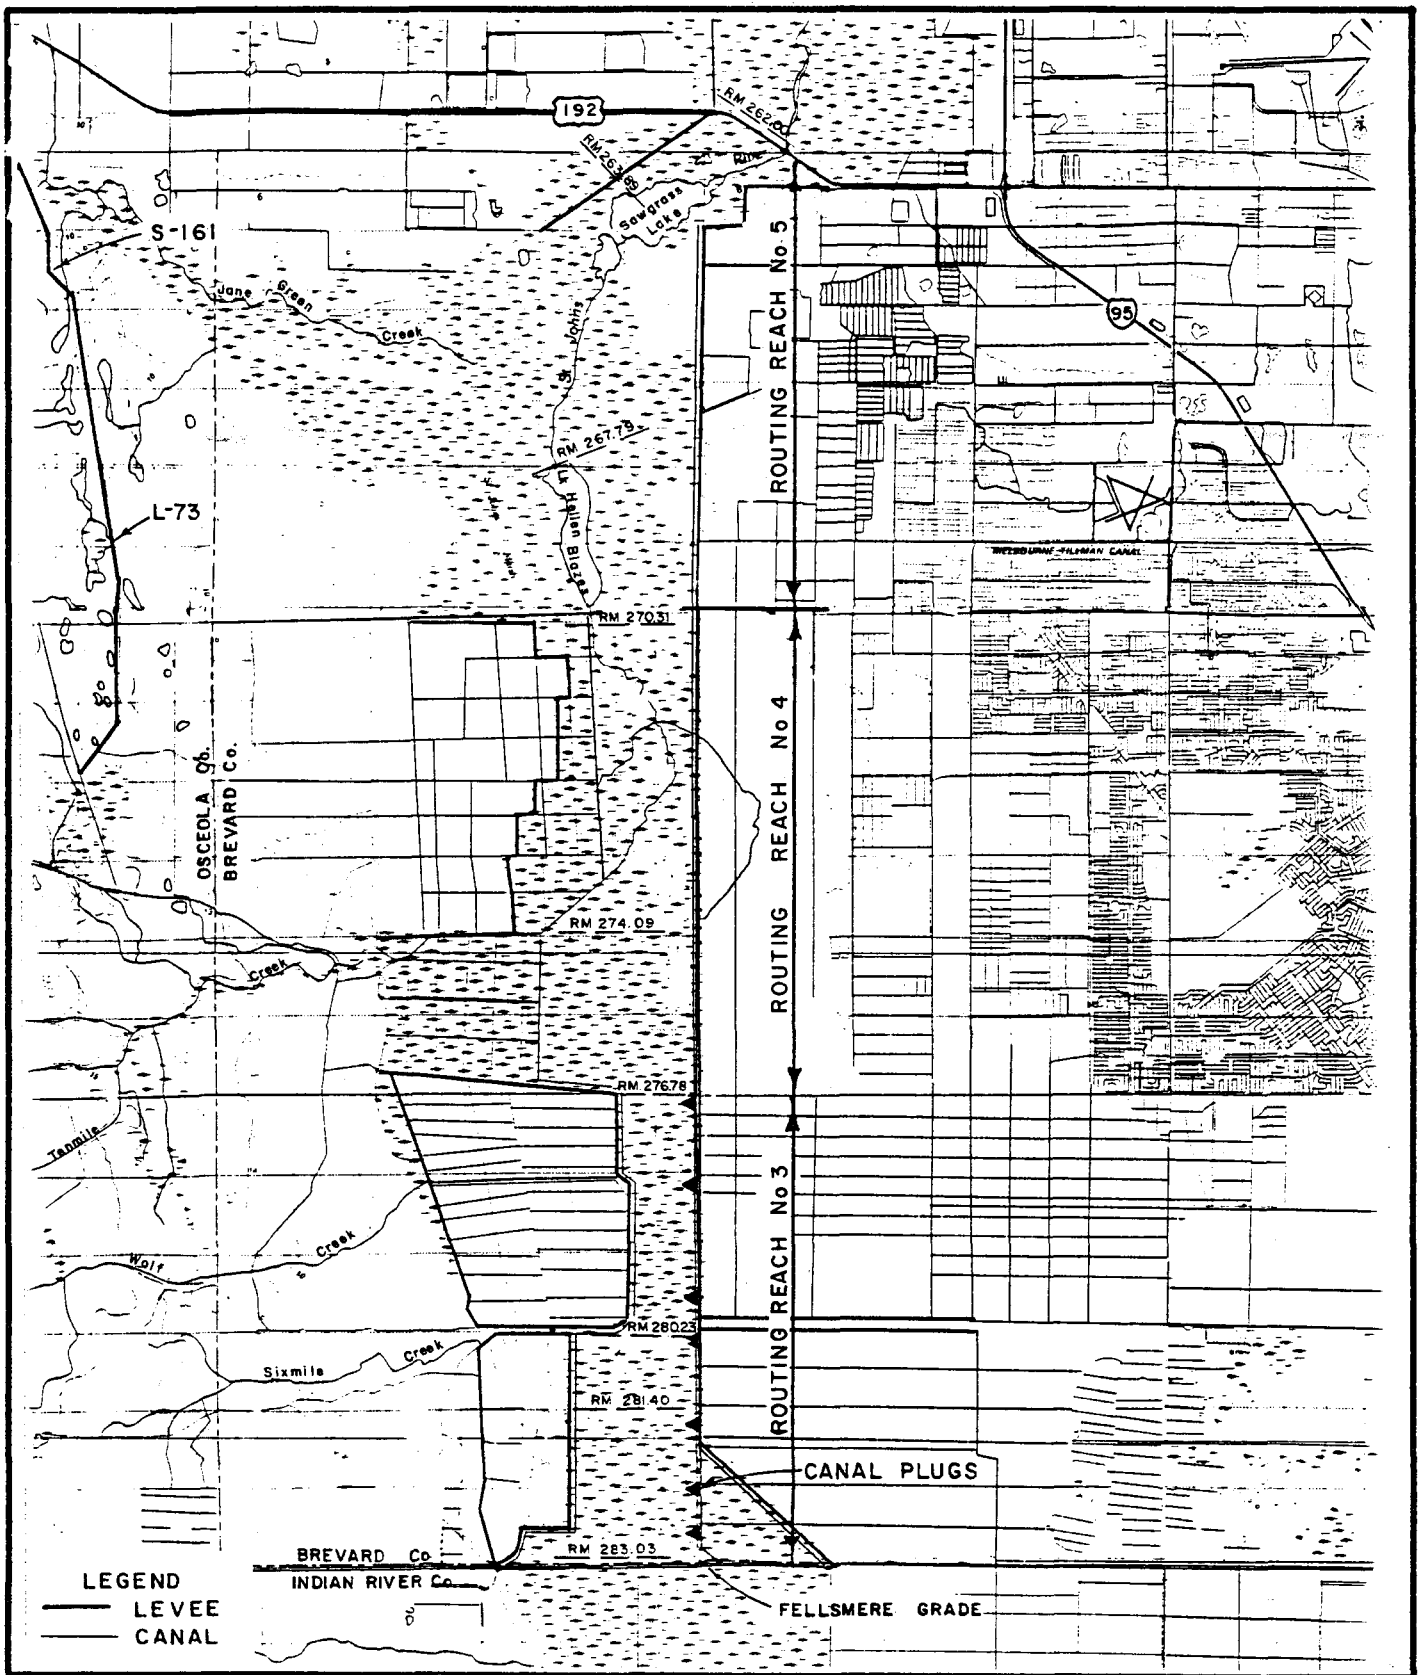 192
RM 262.00
RM 263.89
Sawgrass
Lake
S-161
Jane Green
Creek
St Johns
95
ROUTING REACH No 5
RM 267.79
Lk Hellen Blazes
L-73
MELBOURNE-TILLMAN CANAL
RM 270.31
ROUTING REACH No 4
OSCEOLA Co.
BREVARD Co.
RM 274.09
Creek
RM 276.78
Tenmile
Wolf Creek
ROUTING REACH No 3
RM 280.23
Sixmile Creek
RM 281.40
CANAL PLUGS
RM 283.03
BREVARD Co
INDIAN RIVER Co.
FELLSMERE GRADE
LEGEND
LEVEE
CANAL